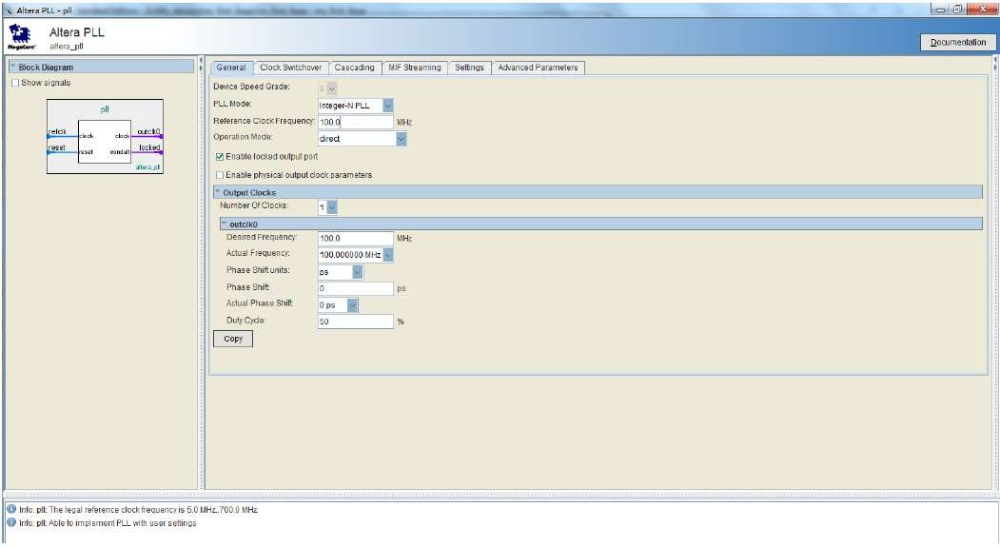 Altera PLL - pll
Altera PLL
altera_pll
MegaCore®
Documentation
Block Diagram
Show signals
pll
refclk
clock
clock
outclk0
reset
reset
conduit
locked
altera_pll
General
Clock Switchover
Cascading
MIF Streaming
Settings
Advanced Parameters
Device Speed Grade:
PLL Mode:
Integer-N PLL
Reference Clock Frequency:
100.0
MHz
Operation Mode:
direct
Enable locked output port
Enable physical output clock parameters
Output Clocks
Number Of Clocks:
1
outclk0
Desired Frequency:
100.0
MHz
Actual Frequency:
100.000000 MHz
Phase Shift units:
ps
Phase Shift:
0
ps
Actual Phase Shift:
0 ps
Duty Cycle:
50
%
Copy
Info: pll: The legal reference clock frequency is 5.0 MHz..700.0 MHz
Info: pll: Able to implement PLL with user settings